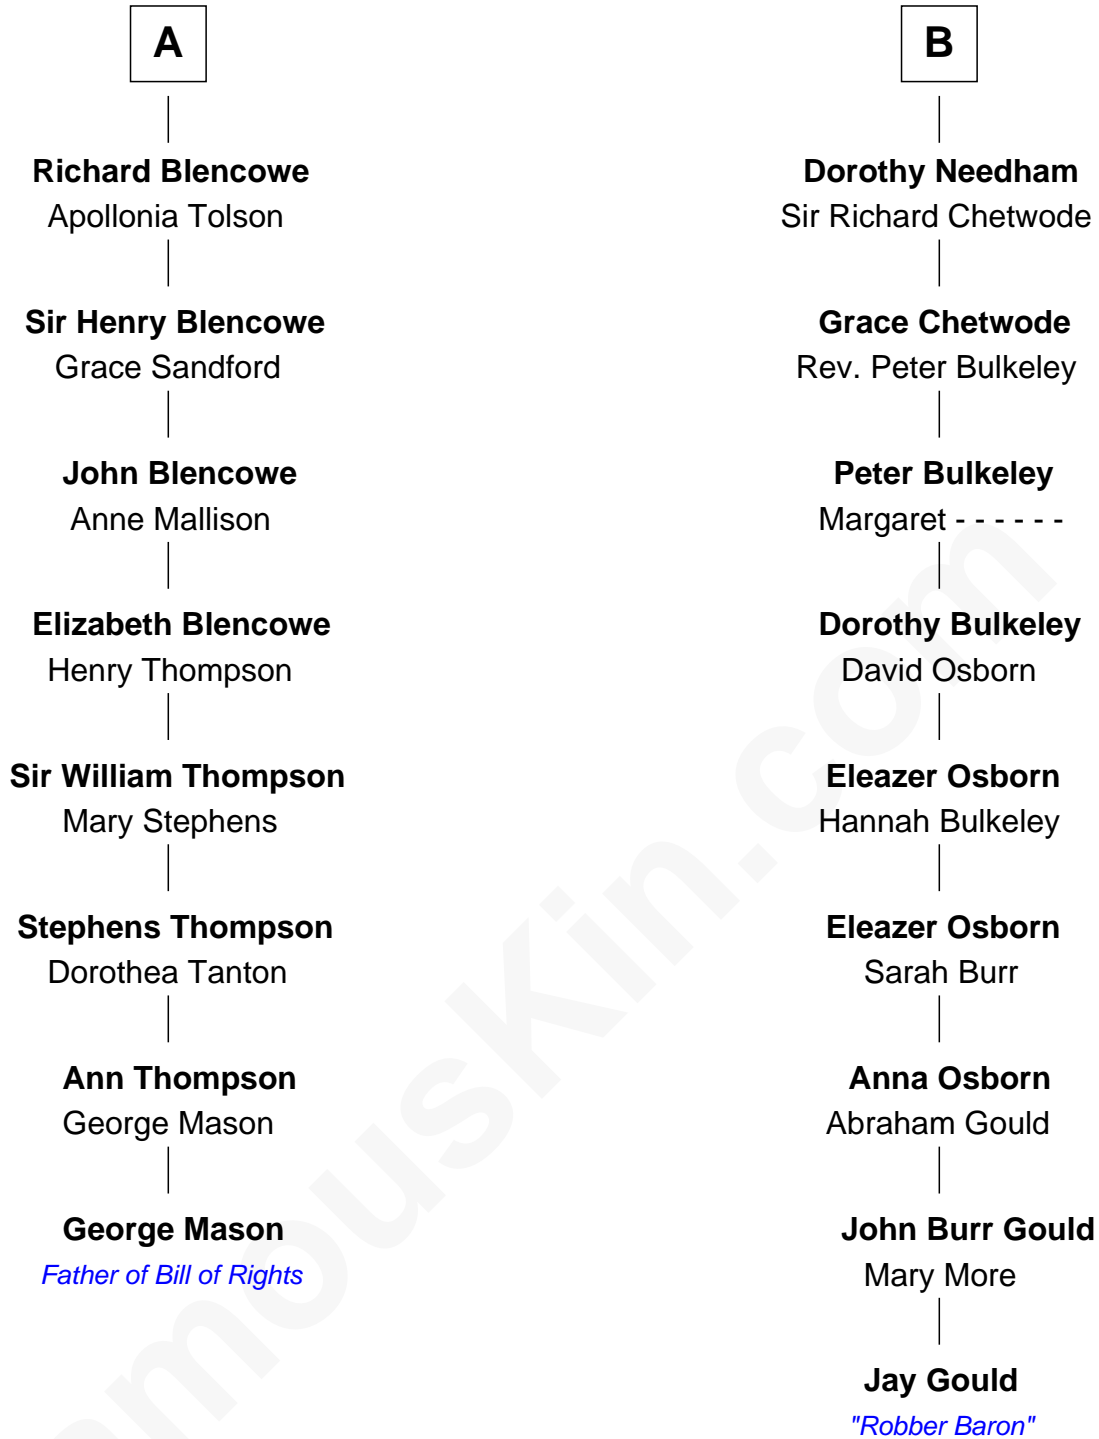 A
Richard Blencowe
Apollonia Tolson
Sir Henry Blencowe
Grace Sandford
John Blencowe
Anne Mallison
Elizabeth Blencowe
Henry Thompson
Sir William Thompson
Mary Stephens
Stephens Thompson
Dorothea Tanton
Ann Thompson
George Mason
George Mason
Father of Bill of Rights
B
Dorothy Needham
Sir Richard Chetwode
Grace Chetwode
Rev. Peter Bulkeley
Peter Bulkeley
Margaret - - - - - -
Dorothy Bulkeley
David Osborn
Eleazer Osborn
Hannah Bulkeley
Eleazer Osborn
Sarah Burr
Anna Osborn
Abraham Gould
John Burr Gould
Mary More
Jay Gould
"Robber Baron"
mousKin.com